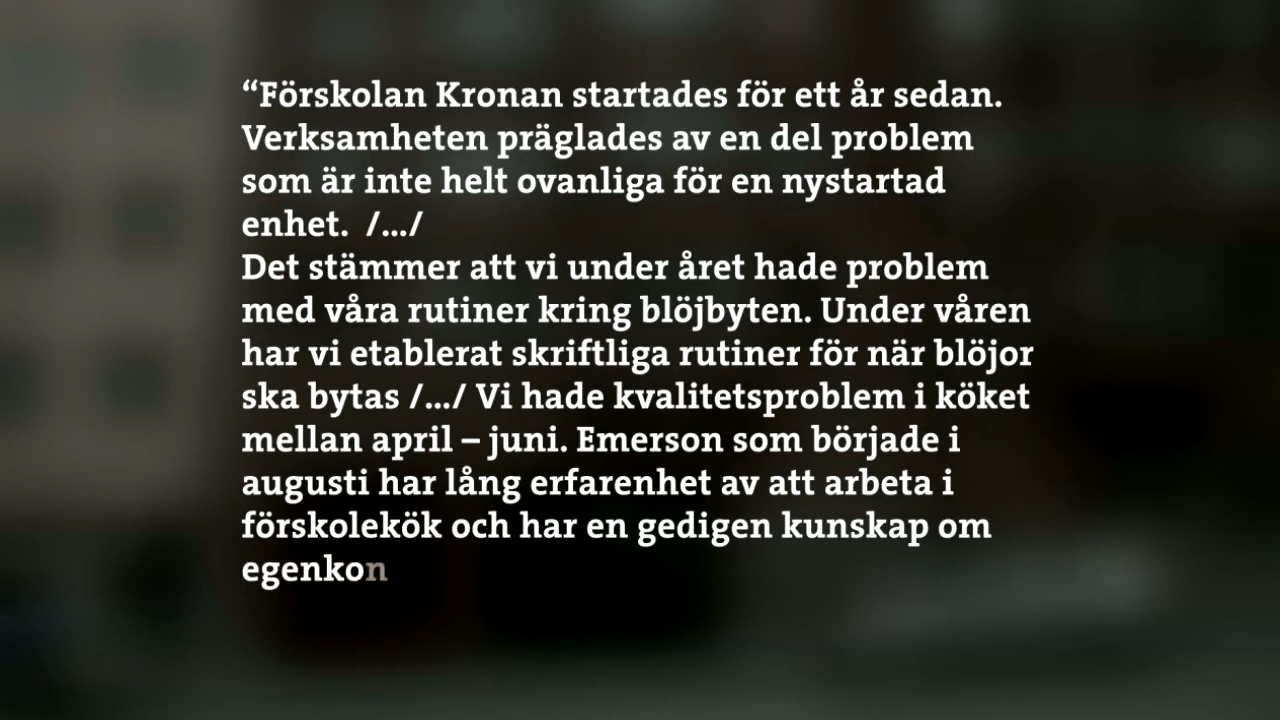 “Förskolan Kronan startades för ett år sedan.
Verksamheten präglades av en del problem
som är inte helt ovanliga för en nystartad
enhet. /.../
Det stämmer att vi under året hade problem
med våra rutiner kring blöjbyten. Under våren
har vi etablerat skriftliga rutiner för när blöjor
ska bytas /.../ Vi hade kvalitetsproblem i köket
mellan april – juni. Emerson som började i
augusti har lång erfarenhet av att arbeta i
förskolekök och har en gedigen kunskap om
egenkon